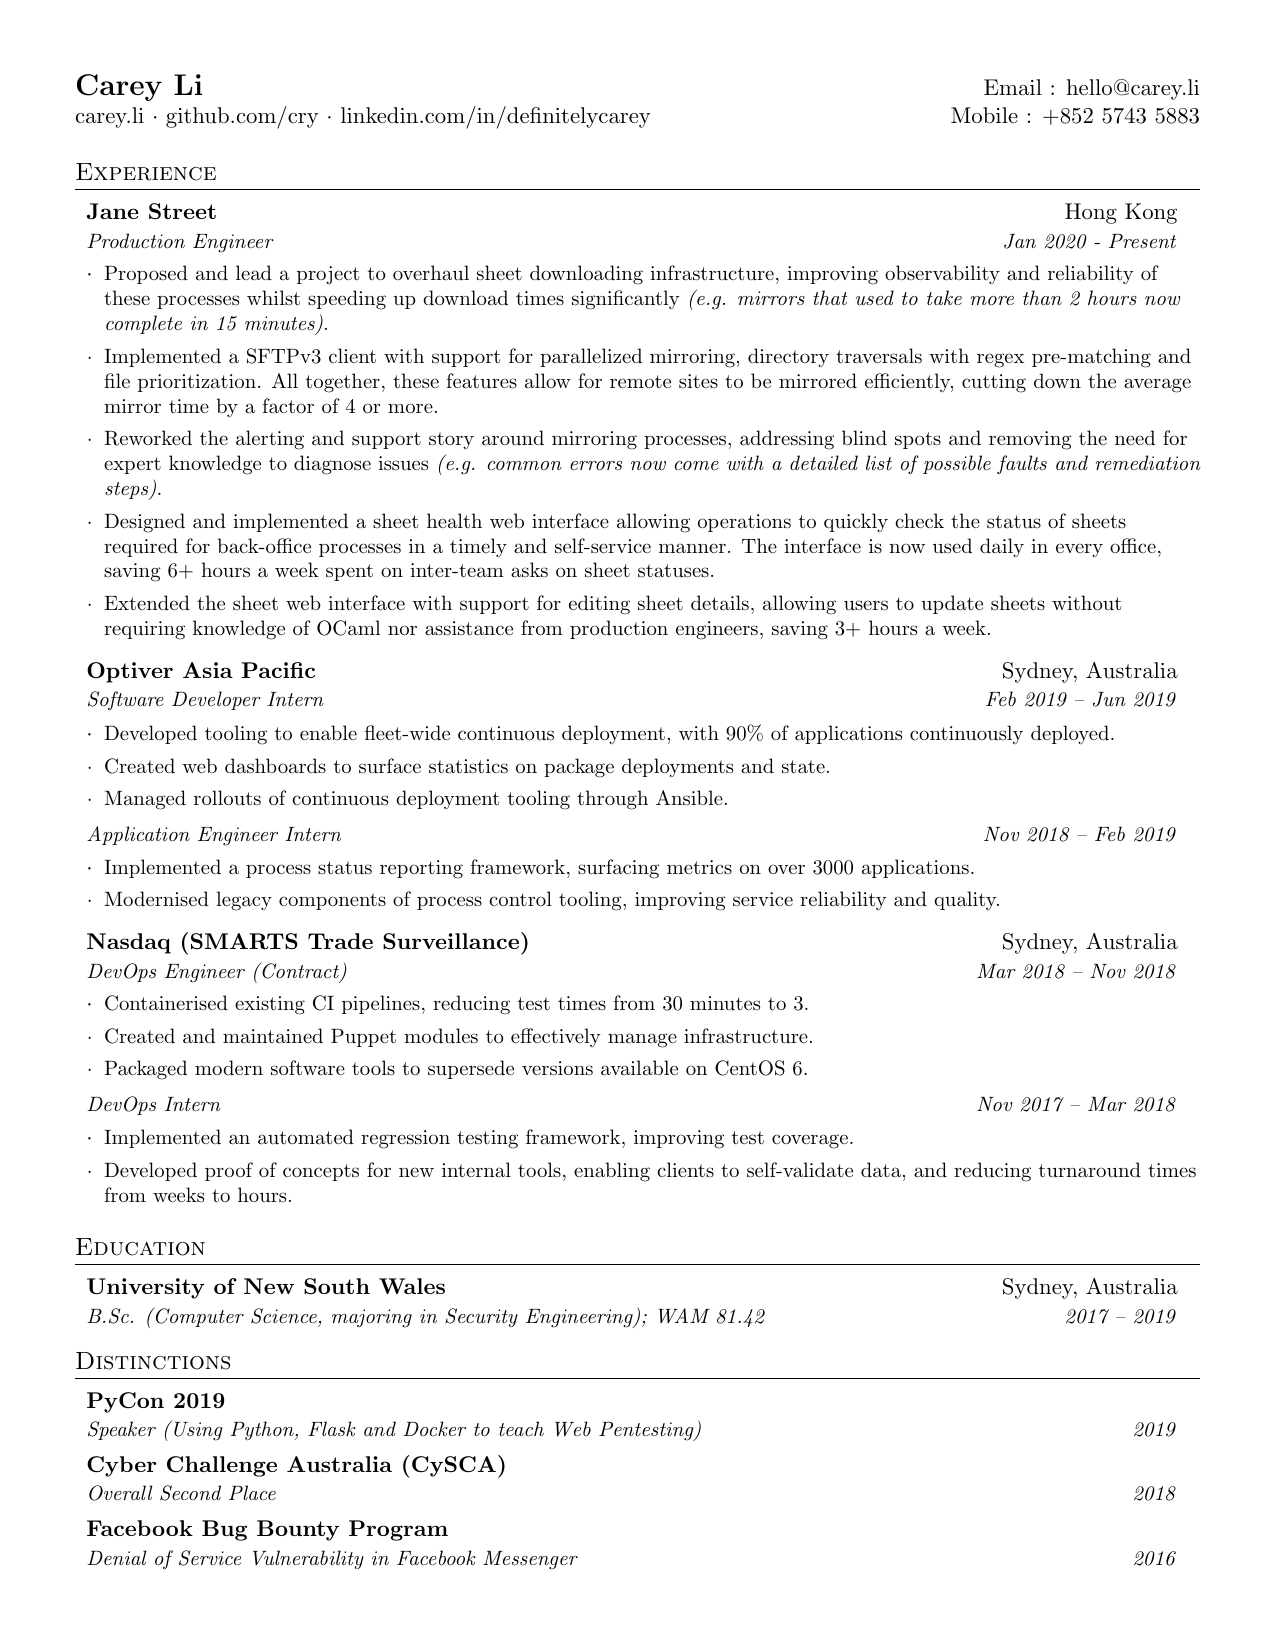 Carey Li
Email : hello@carey.li
carey.li · github.com/cry · linkedin.com/in/definitelycarey
Mobile : +852 5743 5883
Experience
Jane Street
Hong Kong
Production Engineer
Jan 2020 - Present
· Proposed and lead a project to overhaul sheet downloading infrastructure, improving observability and reliability of
these processes whilst speeding up download times significantly (e.g. mirrors that used to take more than 2 hours now
complete in 15 minutes).
· Implemented a SFTPv3 client with support for parallelized mirroring, directory traversals with regex pre-matching and
file prioritization. All together, these features allow for remote sites to be mirrored efficiently, cutting down the average
mirror time by a factor of 4 or more.
· Reworked the alerting and support story around mirroring processes, addressing blind spots and removing the need for
expert knowledge to diagnose issues (e.g. common errors now come with a detailed list of possible faults and remediation
steps).
· Designed and implemented a sheet health web interface allowing operations to quickly check the status of sheets
required for back-office processes in a timely and self-service manner. The interface is now used daily in every office,
saving 6+ hours a week spent on inter-team asks on sheet statuses.
· Extended the sheet web interface with support for editing sheet details, allowing users to update sheets without
requiring knowledge of OCaml nor assistance from production engineers, saving 3+ hours a week.
Optiver Asia Pacific
Sydney, Australia
Software Developer Intern
Feb 2019 – Jun 2019
· Developed tooling to enable fleet-wide continuous deployment, with 90% of applications continuously deployed.
· Created web dashboards to surface statistics on package deployments and state.
· Managed rollouts of continuous deployment tooling through Ansible.
Application Engineer Intern
Nov 2018 – Feb 2019
· Implemented a process status reporting framework, surfacing metrics on over 3000 applications.
· Modernised legacy components of process control tooling, improving service reliability and quality.
Nasdaq (SMARTS Trade Surveillance)
Sydney, Australia
DevOps Engineer (Contract)
Mar 2018 – Nov 2018
· Containerised existing CI pipelines, reducing test times from 30 minutes to 3.
· Created and maintained Puppet modules to effectively manage infrastructure.
· Packaged modern software tools to supersede versions available on CentOS 6.
DevOps Intern
Nov 2017 – Mar 2018
· Implemented an automated regression testing framework, improving test coverage.
· Developed proof of concepts for new internal tools, enabling clients to self-validate data, and reducing turnaround times
from weeks to hours.
Education
University of New South Wales
Sydney, Australia
B.Sc. (Computer Science, majoring in Security Engineering); WAM 81.42
2017 – 2019
Distinctions
PyCon 2019
Speaker (Using Python, Flask and Docker to teach Web Pentesting)
2019
Cyber Challenge Australia (CySCA)
Overall Second Place
2018
Facebook Bug Bounty Program
Denial of Service Vulnerability in Facebook Messenger
2016